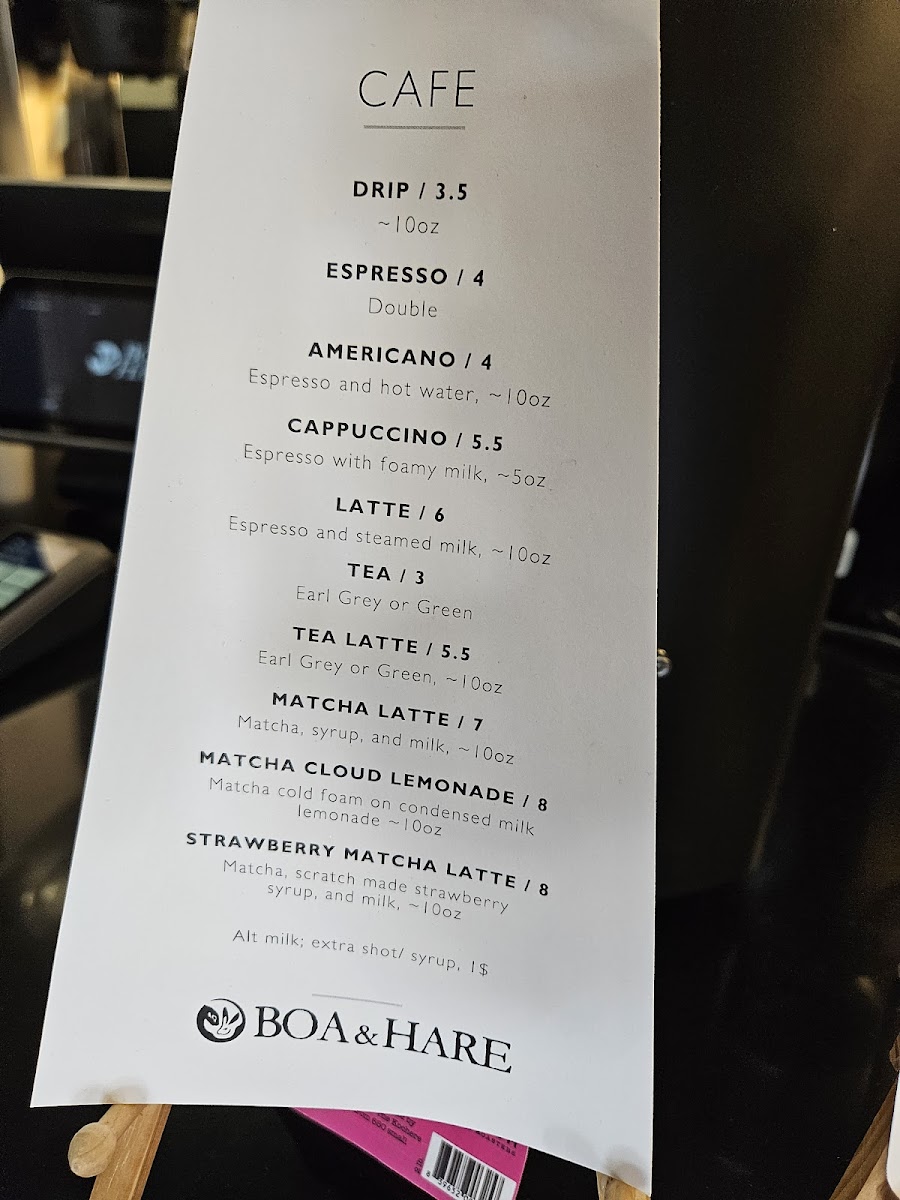 CAFE
DRIP / 3.5
~10oz
ESPRESSO / 4
Double
AMERICANO / 4
Espresso and hot water, ~10oz
CAPPUCCINO / 5.5
Espresso with foamy milk, ~5oz
LATTE / 6
Espresso and steamed milk, ~10oz
TEA / 3
Earl Grey or Green
TEA LATTE / 5.5
Earl Grey or Green, ~10oz
MATCHA LATTE / 7
Matcha, syrup, and milk, ~10oz
MATCHA CLOUD LEMONADE / 8
Matcha cold foam on condensed milk
lemonade ~10oz
STRAWBERRY MATCHA LATTE / 8
Matcha, scratch made strawberry
syrup, and milk, ~10oz
Alt milk; extra shot/ syrup, 1$
BOA & HARE